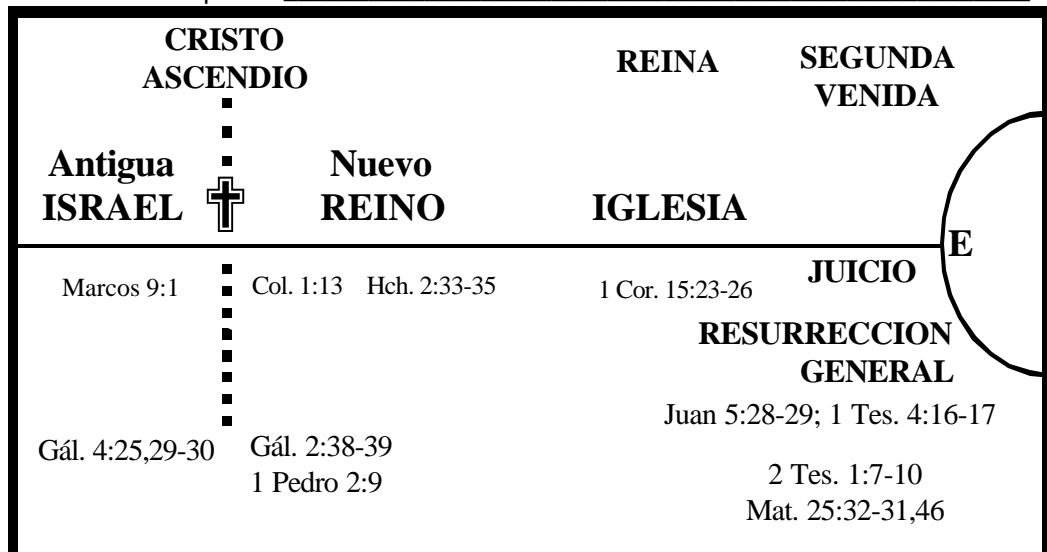 CRISTO
ASCENDIO
REINA
SEGUNDA
VENIDA
Antigua
ISRAEL
Nuevo
REINO
IGLESIA
E
Marcos 9:1
Col. 1:13 Hch. 2:33-35
1 Cor. 15:23-26
JUICIO
RESURRECCION
GENERAL
Juan 5:28-29; 1 Tes. 4:16-17
Gál. 4:25,29-30
Gál. 2:38-39
1 Pedro 2:9
2 Tes. 1:7-10
Mat. 25:32-31,46